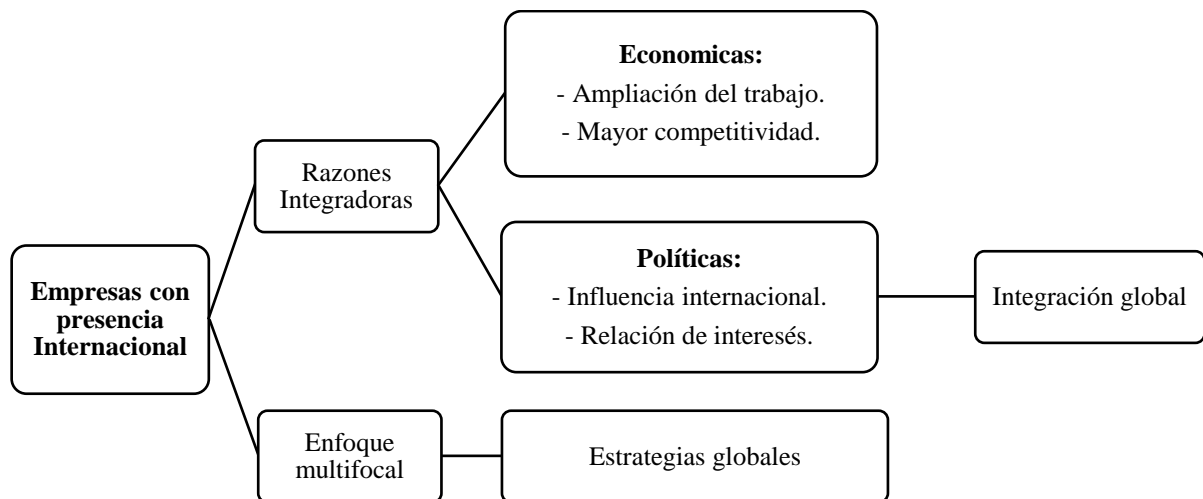 Empresas con
presencia
Internacional
Razones
Integradoras
Economicas:
- Ampliación del trabajo.
- Mayor competitividad.
Políticas:
- Influencia internacional.
- Relación de interesés.
Integración global
Enfoque
multifocal
Estrategias globales